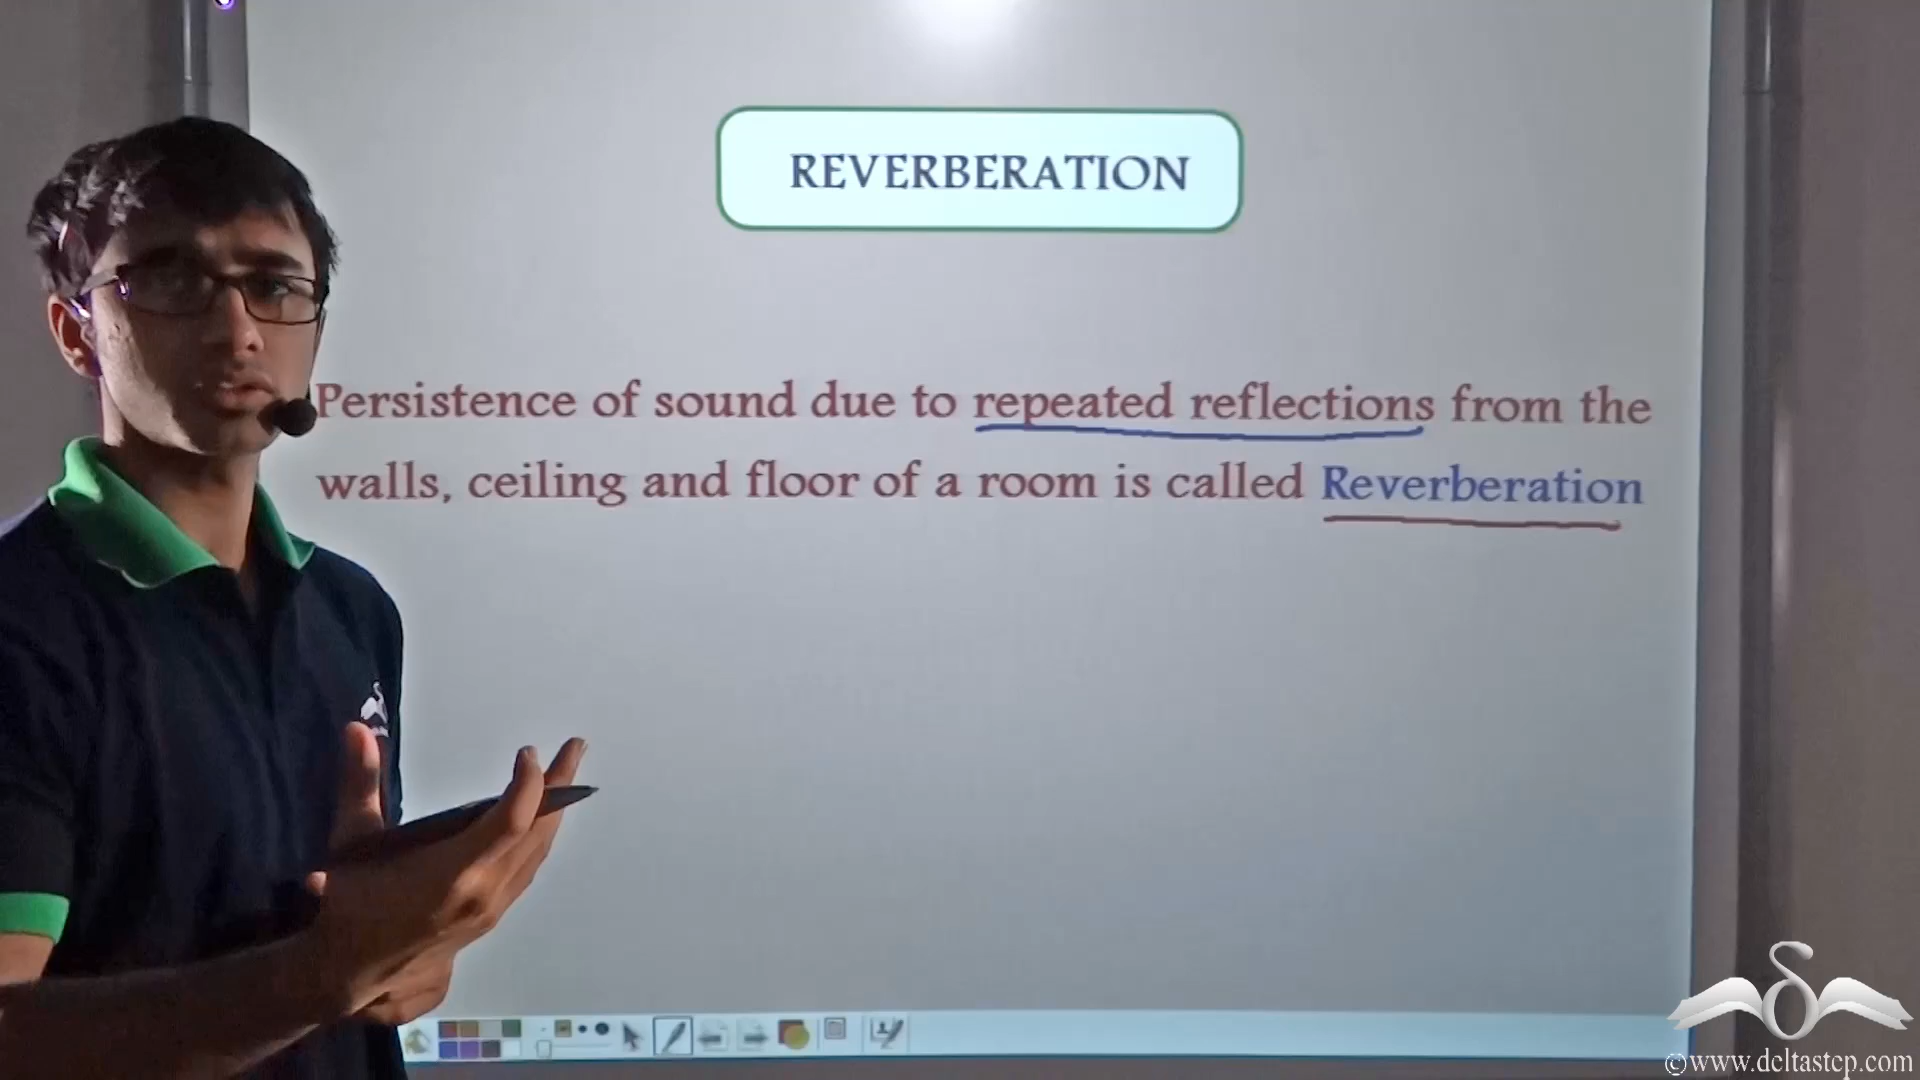 REVERBERATION
Persistence of sound due to repeated reflections from the
walls, ceiling and floor of a room is called Reverberation
©www.deltastep.com